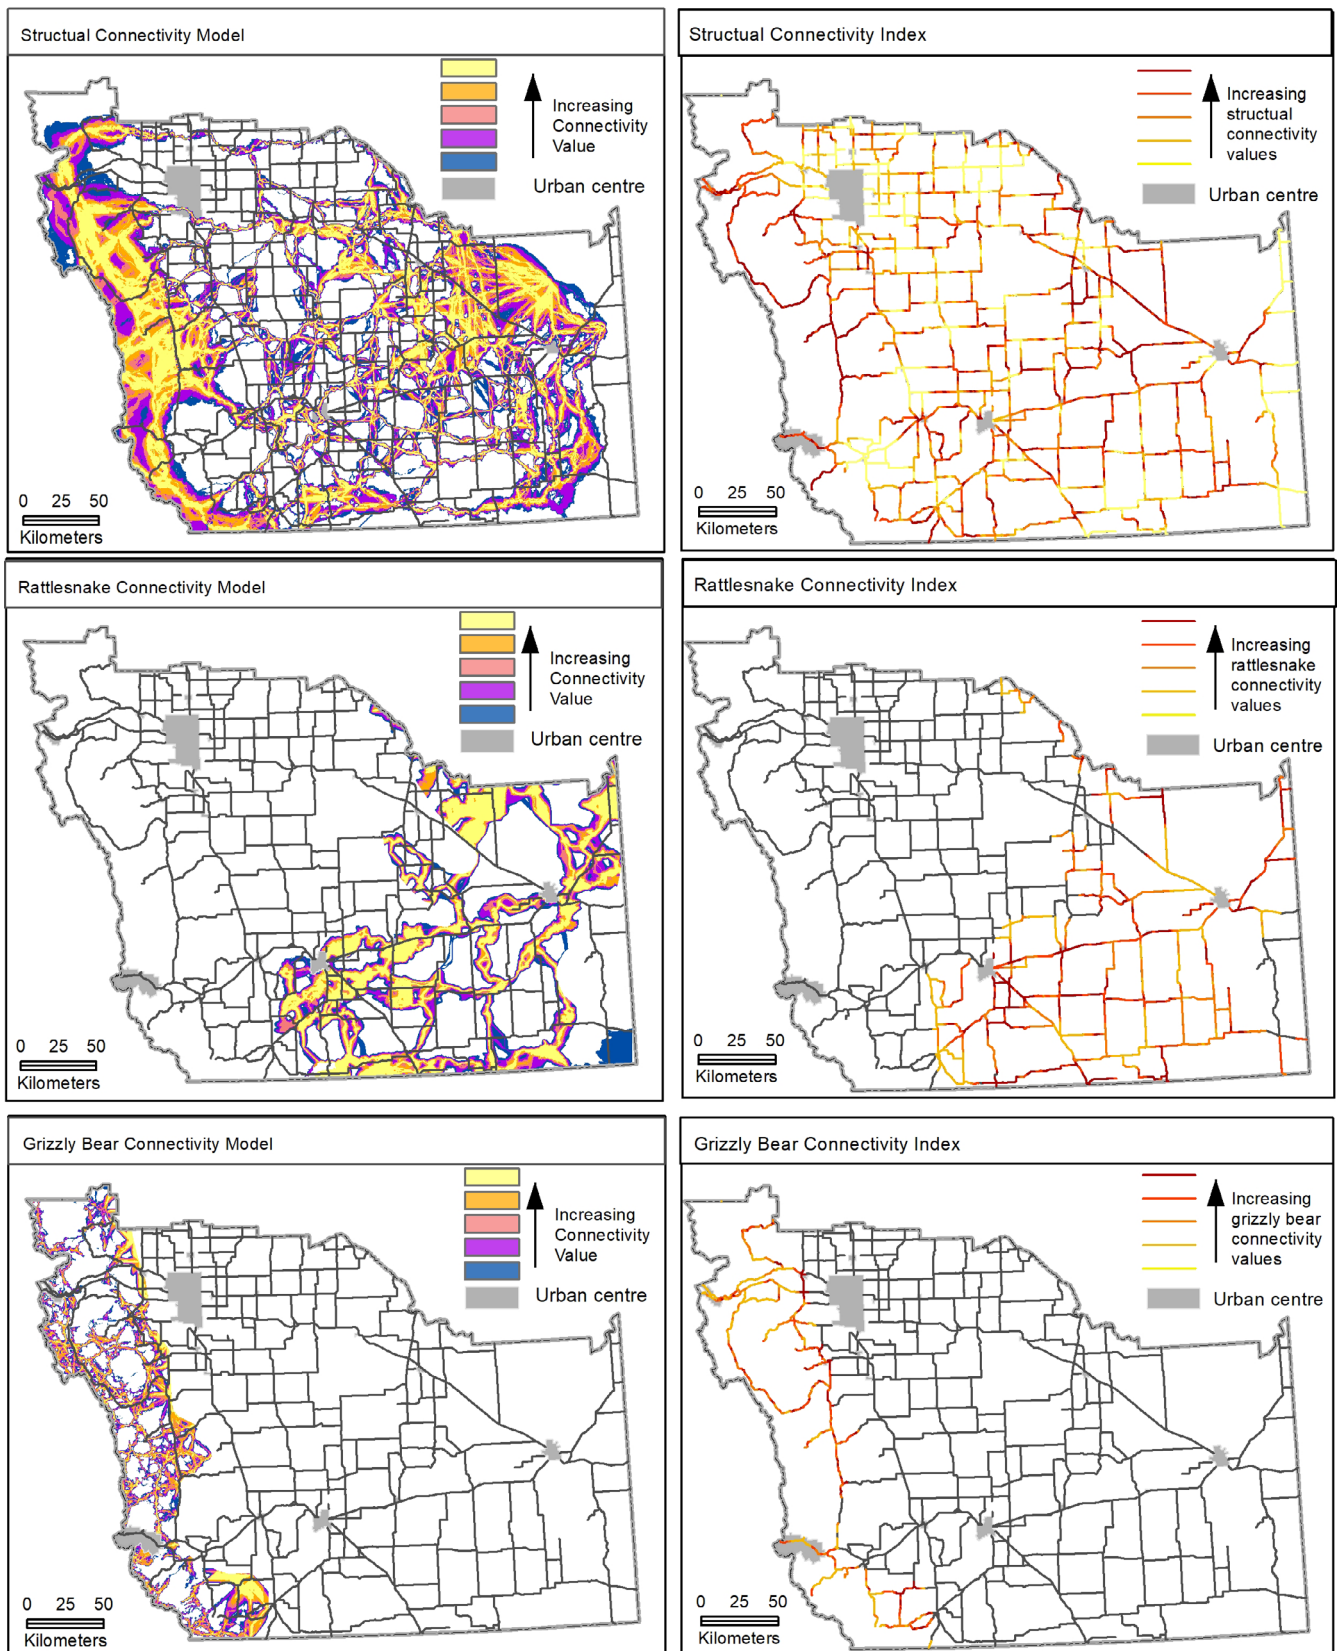 Structual Connectivity Model
Increasing
Connectivity
Value
Urban centre
0 25 50
Kilometers
Structual Connectivity Index
Increasing
structual
connectivity
values
Urban centre
0 25 50
Kilometers
Rattlesnake Connectivity Model
Increasing
Connectivity
Value
Urban centre
0 25 50
Kilometers
Rattlesnake Connectivity Index
Increasing
rattlesnake
connectivity
values
Urban centre
0 25 50
Kilometers
Grizzly Bear Connectivity Model
Increasing
Connectivity
Value
Urban centre
0 25 50
Kilometers
Grizzly Bear Connectivity Index
Increasing
grizzly bear
connectivity
values
Urban centre
0 25 50
Kilometers